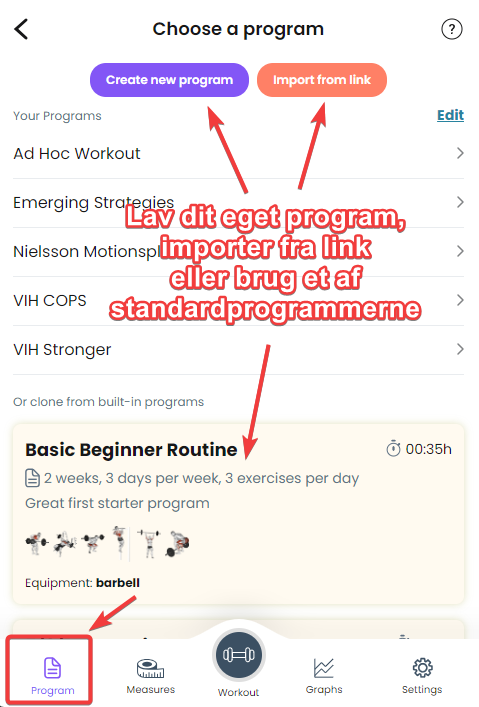 Choose a program
?
Create new program
Import from link
Your Programs
Edit
Ad Hoc Workout
Emerging Strategies
Lav dit eget program,
Nielsson
importer fra link
eller brug et af
VIH COPS
standardprogrammerne
VIH Stronger
Or clone from built-in programs
Basic Beginner Routine
00:35h
2 weeks, 3 days per week, 3 exercises per day
Great first starter program
Equipment: barbell
Program
Measures
Workout
Graphs
Settings